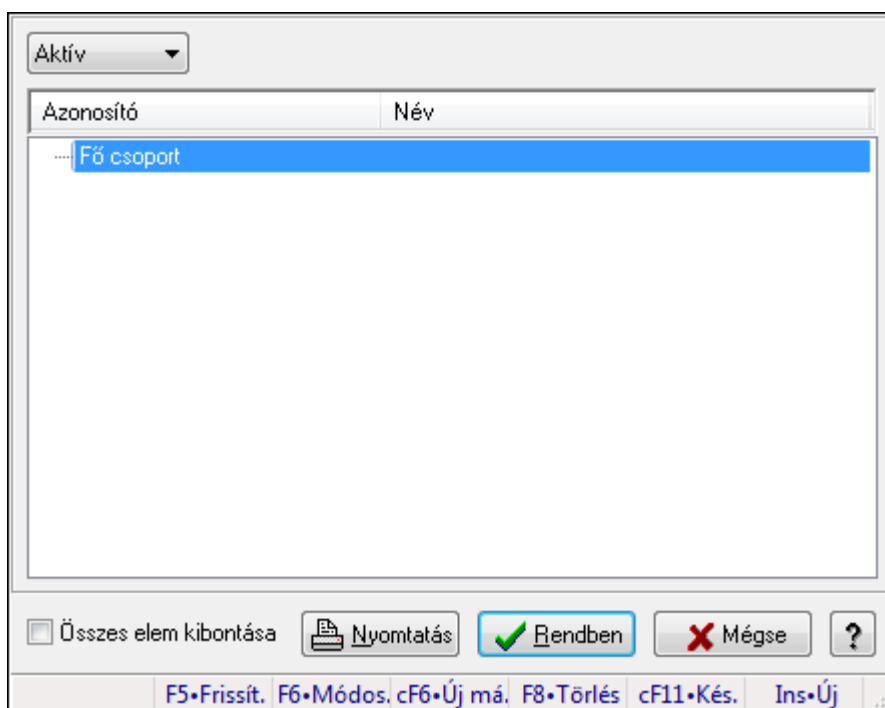 Aktív
Azonosító Név
Fő csoport
Összes elem kibontása Nyomtatás Rendben Mégse ?
F5•Frissít. F6•Módos. cF6•Új má. F8•Törlés cF11•Kés. Ins•Új